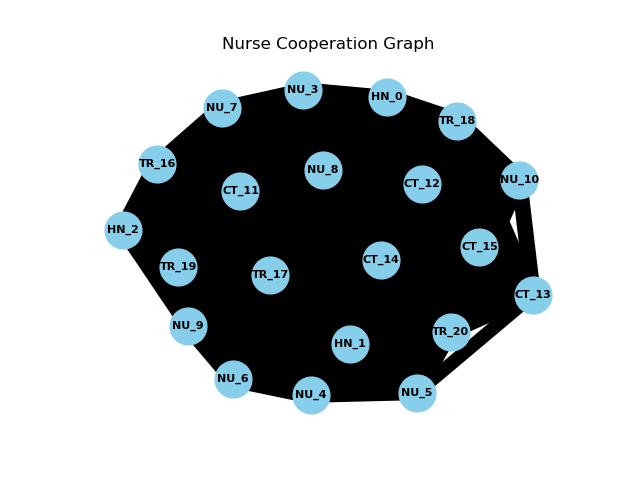 Nurse Cooperation Graph
NU_3
HN_0
NU_7
TR_18
TR_16
NU_8
NU_10
CT_12
CT_11
HN_2
CT_15
CT_14
TR_19
TR_17
CT_13
NU_9
TR_20
HN_1
NU_6
NU_5
NU_4